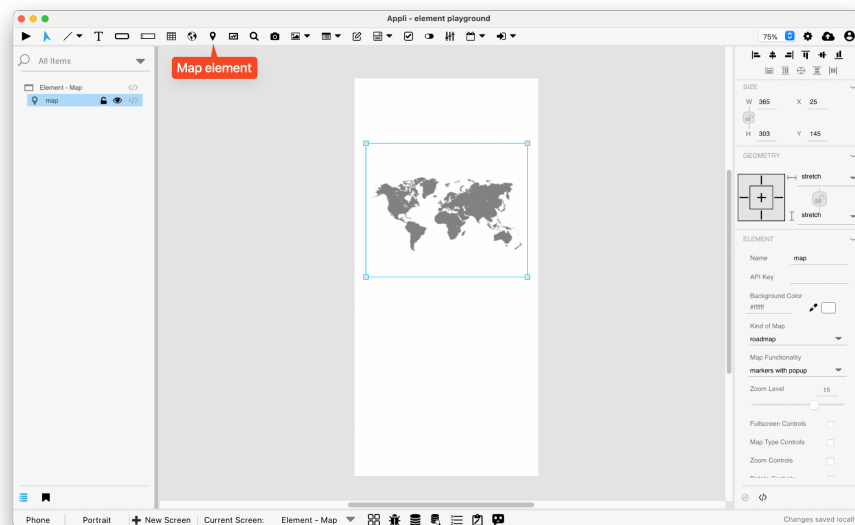 Appli - element playground
T
75%
Map element
All Items
Element - Map
</>
map
</>
SIZE
W 365 X 25
H 303 Y 145
GEOMETRY
stretch
stretch
ELEMENT
Name map
API Key
Background Color
#ffffff
Kind of Map
roadmap
Map Functionality
markers with popup
Zoom Level 15
Fullscreen Controls
Map Type Controls
Zoom Controls
Rotate Controls
</>
Phone Portrait New Screen Current Screen: Element - Map Changes saved locall